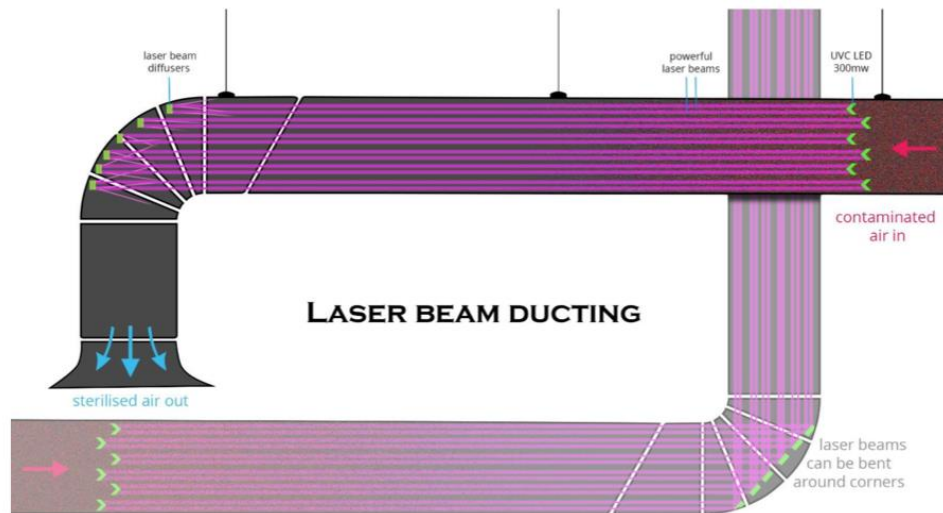 laser beam
diffusers
powerful
laser beams
UVC LED
300mw
contaminated
air in
LASER BEAM DUCTING
sterilised air out
laser beams
can be bent
around corners